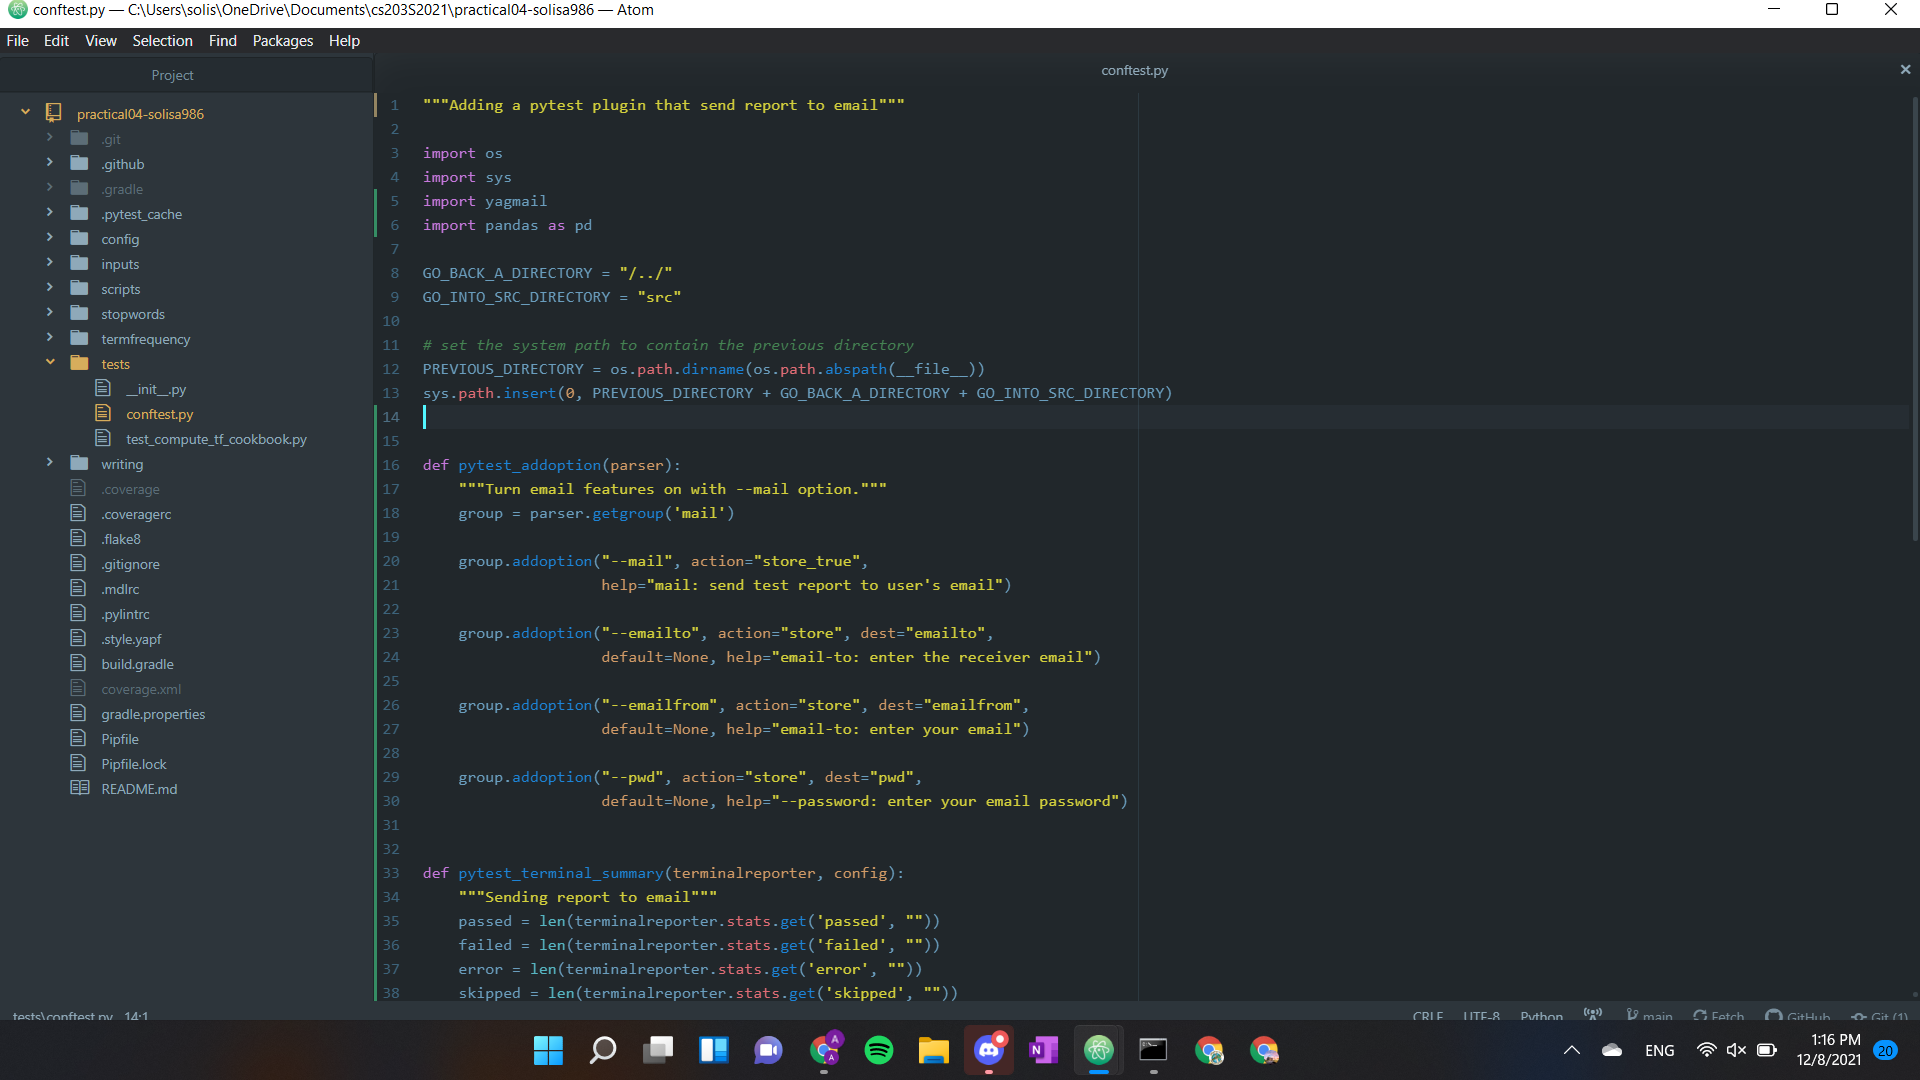 conftest.py — C:\Users\solis\OneDrive\Documents\cs203S2021\practical04-solisa986 — Atom
File Edit View Selection Find Packages Help
Project
practical04-solisa986
.git
.github
.gradle
.pytest_cache
config
inputs
scripts
stopwords
termfrequency
tests
__init__.py
conftest.py
test_compute_tf_cookbook.py
writing
.coverage
.coveragerc
.flake8
.gitignore
.mdlrc
.pylintrc
.style.yapf
build.gradle
coverage.xml
gradle.properties
Pipfile
Pipfile.lock
README.md
conftest.py
1 """Adding a pytest plugin that send report to email"""
2
3 import os
4 import sys
5 import yagmail
6 import pandas as pd
7
8 GO_BACK_A_DIRECTORY = "/../"
9 GO_INTO_SRC_DIRECTORY = "src"
10
11 # set the system path to contain the previous directory
12 PREVIOUS_DIRECTORY = os.path.dirname(os.path.abspath(__file__))
13 sys.path.insert(0, PREVIOUS_DIRECTORY + GO_BACK_A_DIRECTORY + GO_INTO_SRC_DIRECTORY)
14
15
16 def pytest_addoption(parser):
17     """Turn email features on with --mail option."""
18     group = parser.getgroup('mail')
19
20     group.addoption("--mail", action="store_true",
21                     help="mail: send test report to user's email")
22
23     group.addoption("--emailto", action="store", dest="emailto",
24                     default=None, help="email-to: enter the receiver email")
25
26     group.addoption("--emailfrom", action="store", dest="emailfrom",
27                     default=None, help="email-to: enter your email")
28
29     group.addoption("--pwd", action="store", dest="pwd",
30                     default=None, help="--password: enter your email password")
31
32
33 def pytest_terminal_summary(terminalreporter, config):
34     """Sending report to email"""
35     passed = len(terminalreporter.stats.get('passed', ""))
36     failed = len(terminalreporter.stats.get('failed', ""))
37     error = len(terminalreporter.stats.get('error', ""))
38     skipped = len(terminalreporter.stats.get('skipped', ""))
tests\conftest.py 14:1
CRLF UTF-8 Python main Fetch GitHub Git (1)
A
A
N
ENG
1:16 PM
12/8/2021
20